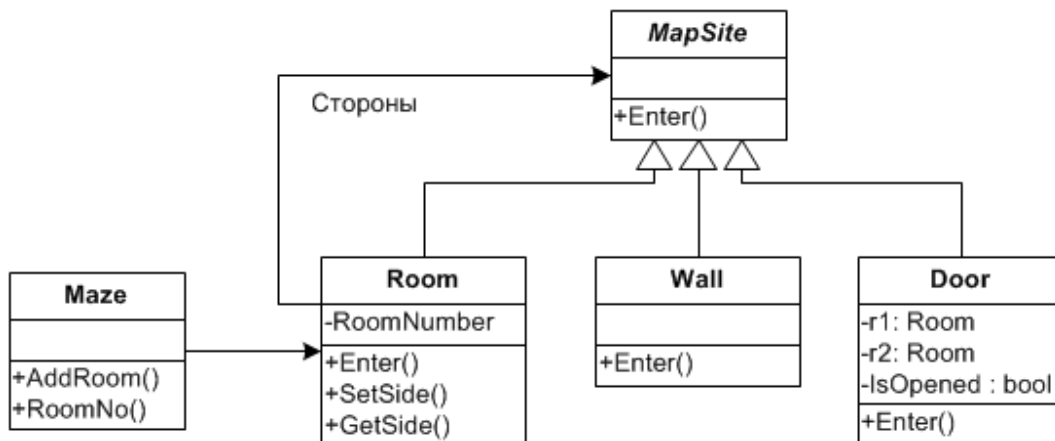 MapSite
+Enter()
Стороны
Maze
+AddRoom()
+RoomNo()
Room
-RoomNumber
+Enter()
+SetSide()
+GetSide()
Wall
+Enter()
Door
-r1: Room
-r2: Room
-IsOpened : bool
+Enter()